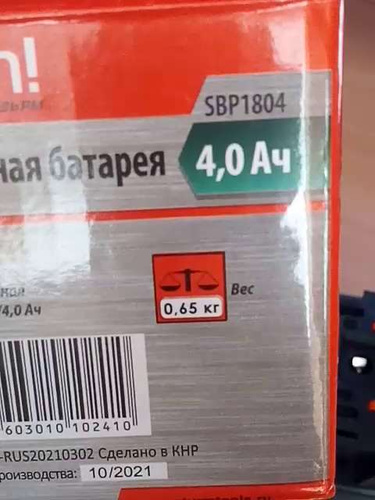 n!
SBP1804
ная батарея
4,0 Ач
0,65 кг
Вес
ная
/4,0 Ач
603010 102410
-RUS20210302 Сделано в КНР
роизводства: 10/2021